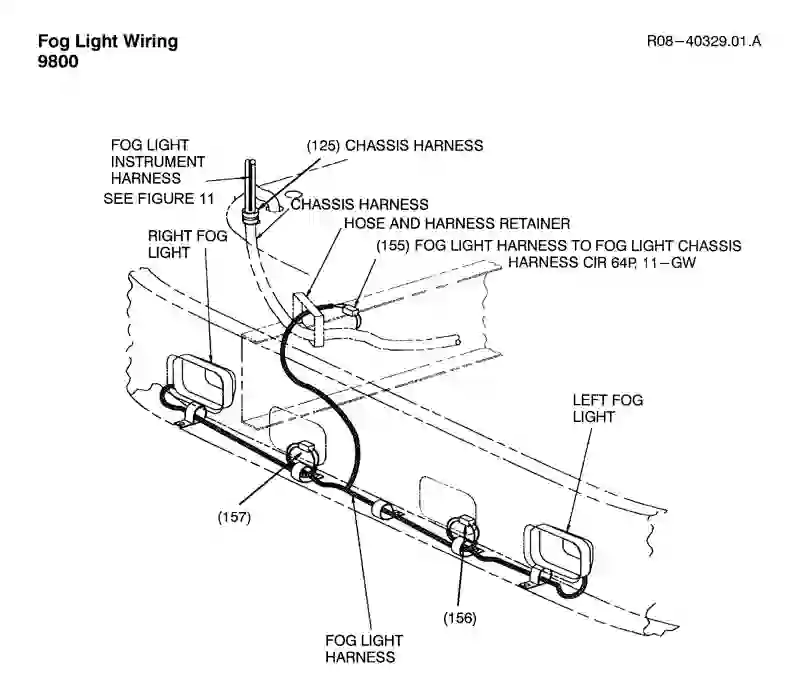 Fog Light Wiring
9800
R08-40329.01.A
FOG LIGHT
INSTRUMENT
HARNESS
SEE FIGURE 11
(125) CHASSIS HARNESS
CHASSIS HARNESS
HOSE AND HARNESS RETAINER
(155) FOG LIGHT HARNESS TO FOG LIGHT CHASSIS
HARNESS CIR 64P, 11-GW
RIGHT FOG
LIGHT
LEFT FOG
LIGHT
(157)
(156)
FOG LIGHT
HARNESS